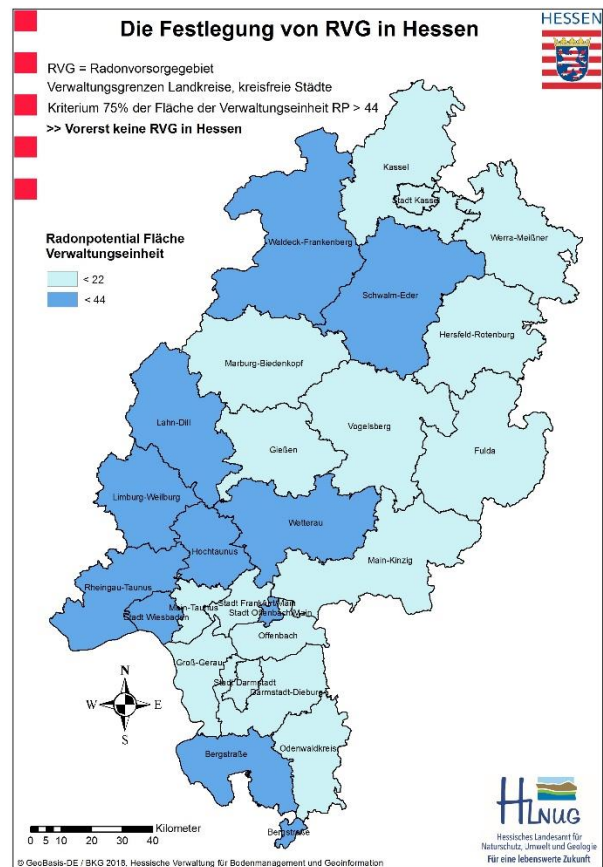 Die Festlegung von RVG in Hessen
HESSEN
RVG = Radonvorsorgegebiet
Verwaltungsgrenzen Landkreise, kreisfreie Städte
Kriterium 75% der Fläche der Verwaltungseinheit RP > 44
>> Vorerst keine RVG in Hessen
Radonpotential Fläche
Verwaltungseinheit
< 22
< 44
Kassel
Stadt Kassel
Waldeck-Frankenberg
Werra-Meißner
Schwalm-Eder
Hersfeld-Rotenburg
Marburg-Biedenkopf
Lahn-Dill
Vogelsberg
Gießen
Fulda
Limburg-Weilburg
Wetterau
Hochtaunus
Main-Kinzig
Rheingau-Taunus
Stadt Frankfurt/Main
Main-Taunus
Stadt Offenbach/Main
Stadt Wiesbaden
Offenbach
Groß-Gerau
Stadt Darmstadt
Darmstadt-Dieburg
Odenwaldkreis
Bergstraße
Bergstraße
N
W
E
S
Kilometer
0 5 10 20 30 40
HLNUG
Hessisches Landesamt für
Naturschutz, Umwelt und Geologie
Für eine lebenswerte Zukunft
© GeoBasis-DE / BKG 2018, Hessische Verwaltung für Bodenmanagement und Geoinformation